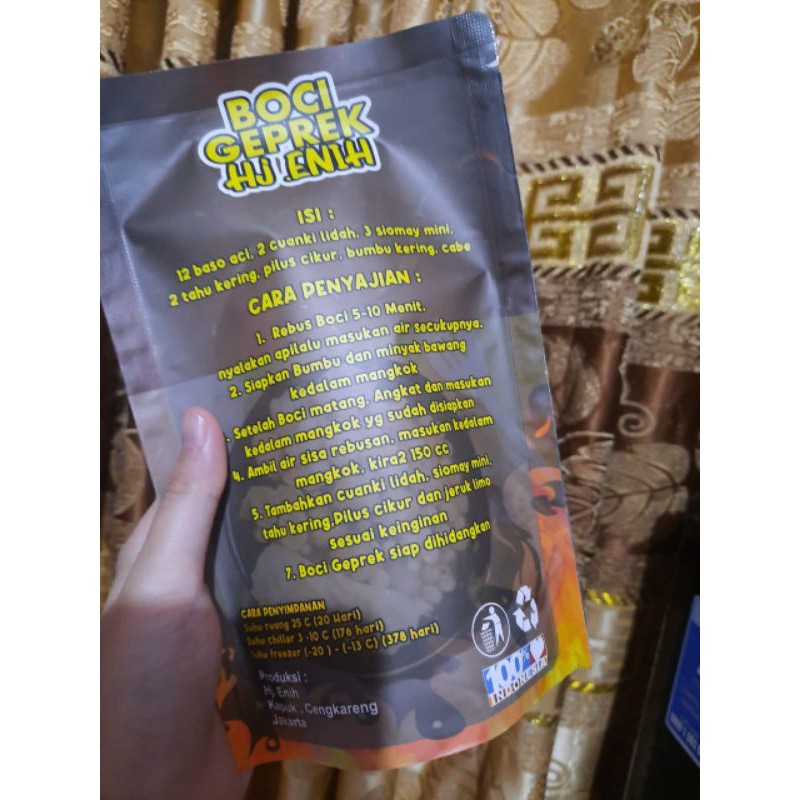 BOCI
GEPREK
HJ ENIH
ISI :
12 baso aci, 2 cuanki lidah, 3 siomay mini,
2 tahu kering, pilus cikur, bumbu kering, cabe
CARA PENYAJIAN :
1. Rebus Boci 5-10 Menit,
nyalakan apilalu masukan air secukupnya.
2. Siapkan Bumbu dan minyak bawang
kedalam mangkok
. Setelah Boci matang, Angkat dan masukan
kedalam mangkok yg sudah disiapkan
4. Ambil air sisa rebusan, masukan kedalam
mangkok, kira2 150 cc
5. Tambahkan cuanki lidah, siomay mini,
tahu kering,Pilus cikur dan jeruk limo
sesuai keinginan
7. Boci Geprek siap dihidangkan
CARA PENYIMDANAN
Suhu ruang 25 C (20 Hari)
Suhu Chiller 3 -10 C (176 hari)
Suhu freezer (-20 ) - (-13 C) (378 hari)
Produksi :
Hj Enih
Kapuk , Cengkareng
Jakarta
100%
INDONESIA